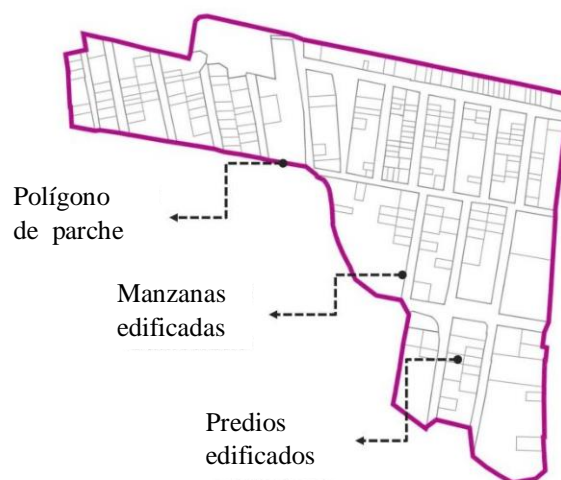 Polígono
de parche
Manzanas
edificadas
Predios
edificados